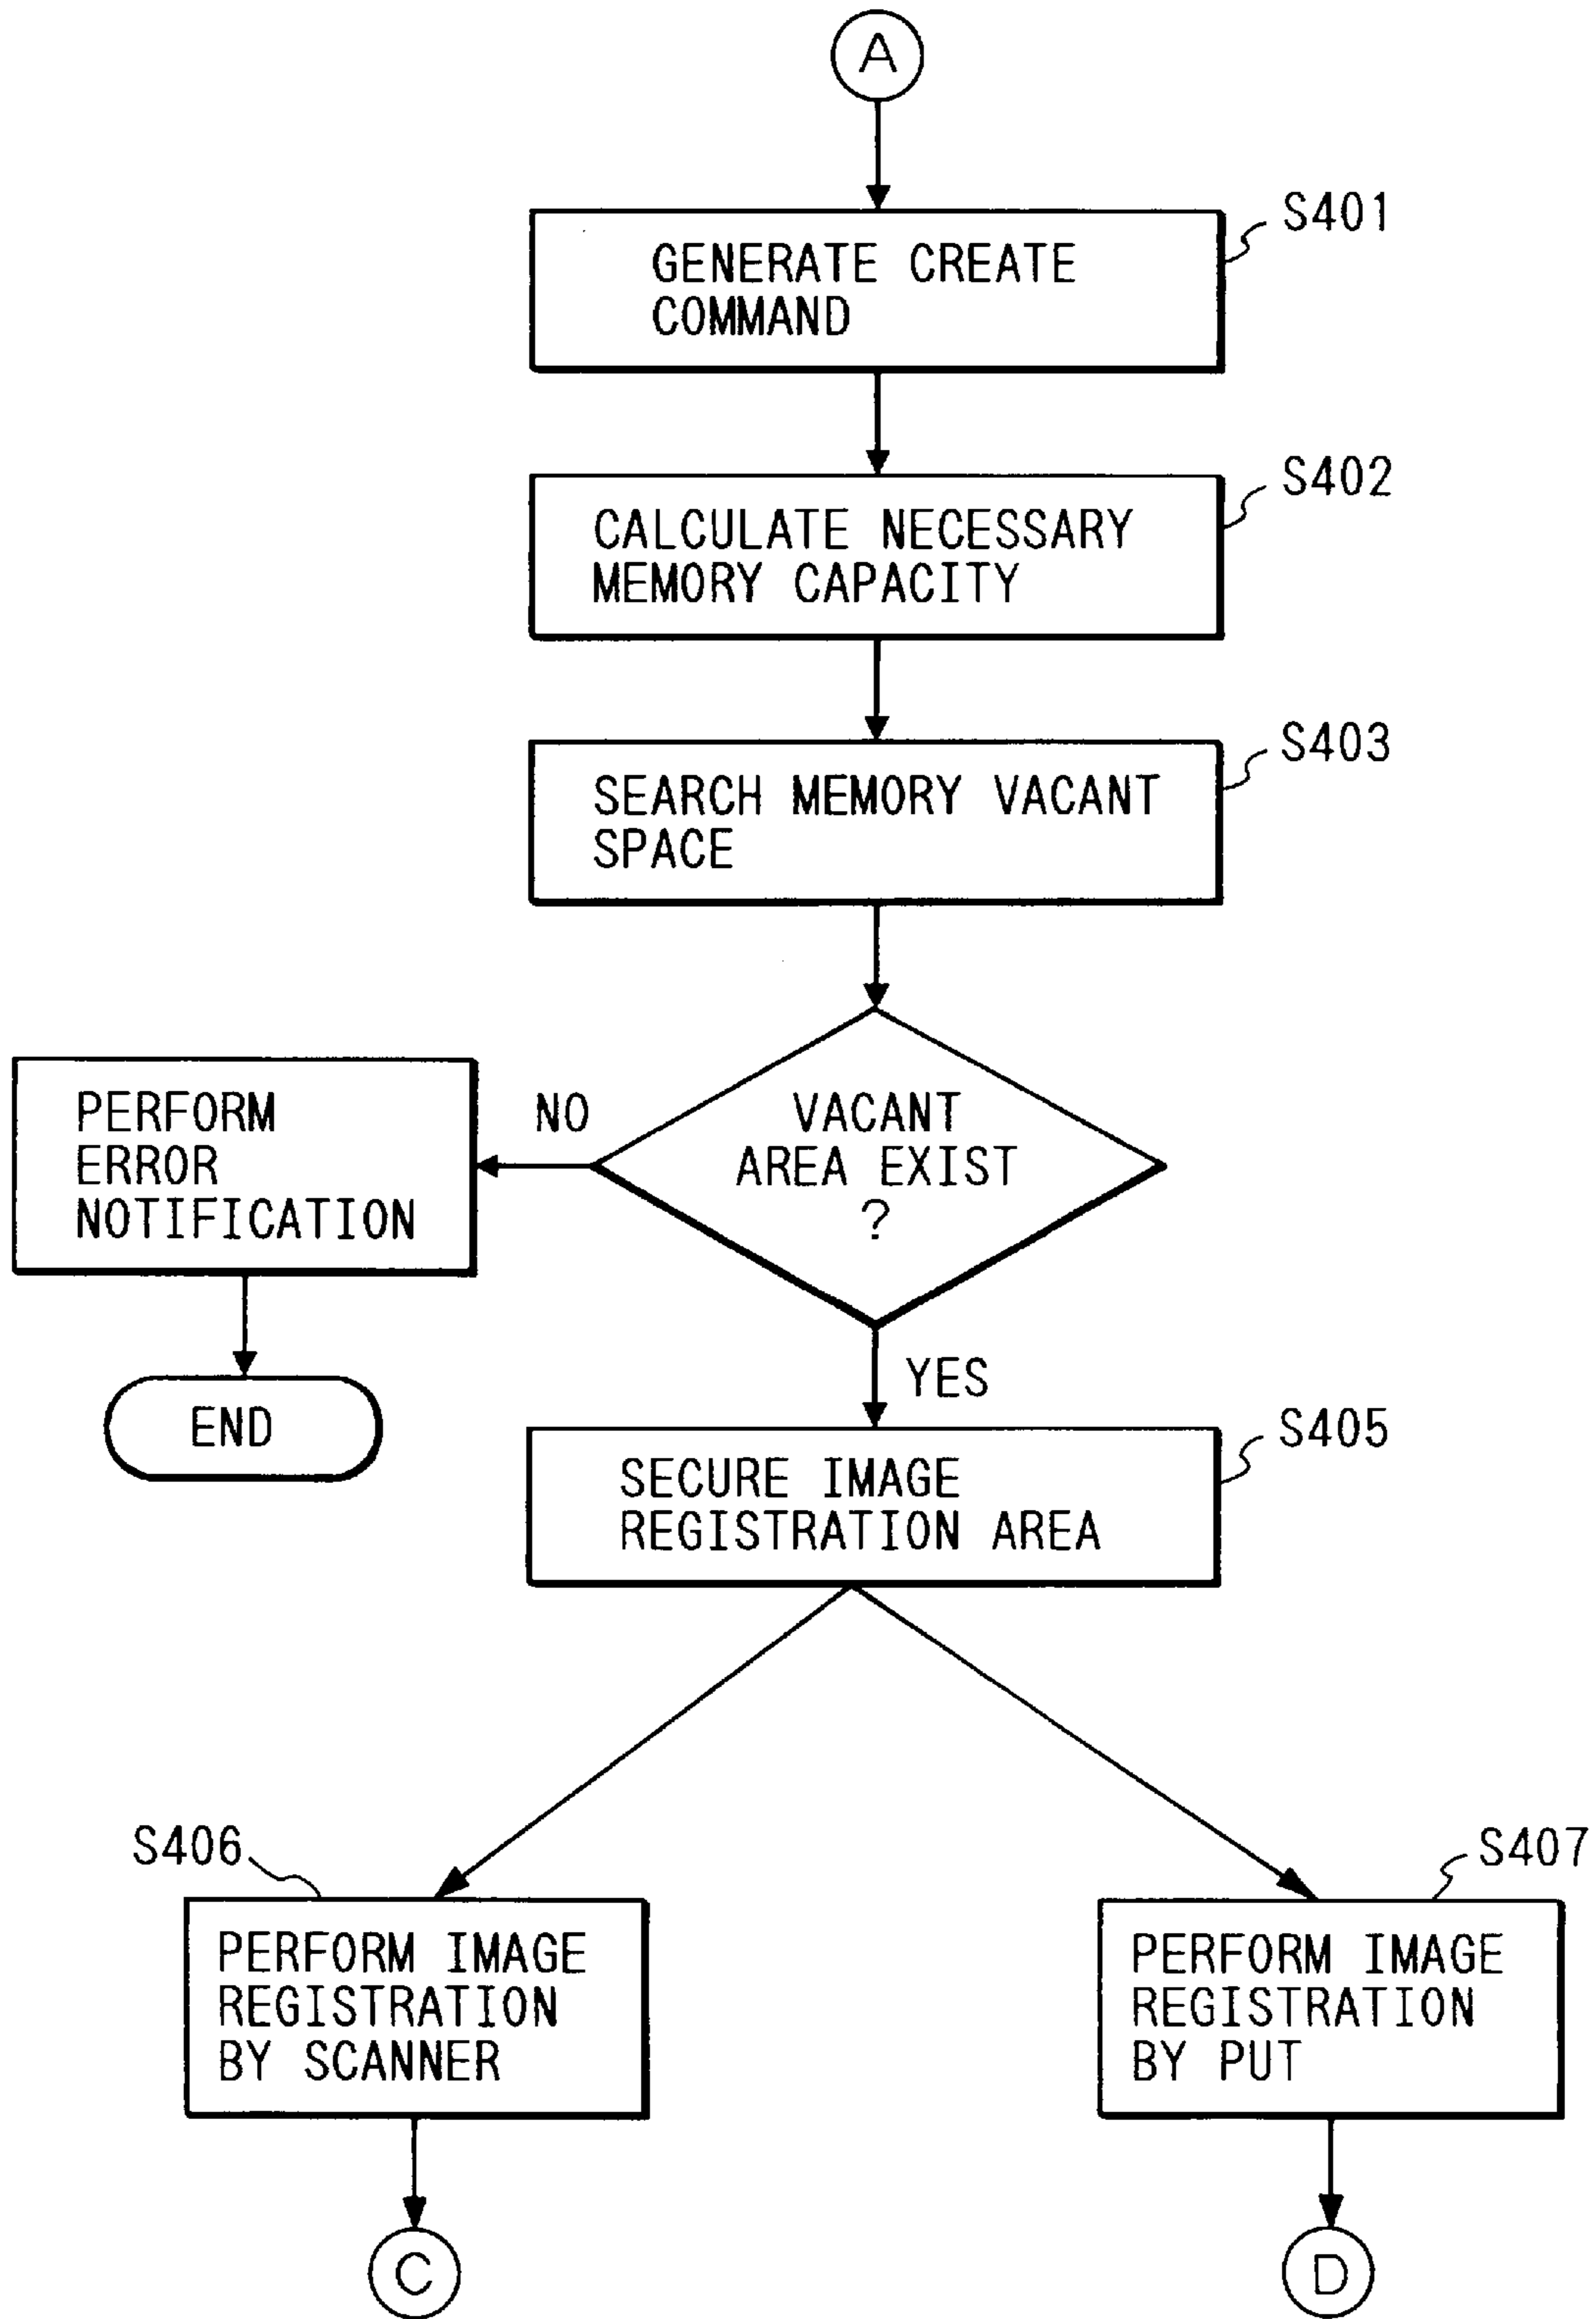 A
S401
GENERATE CREATE
COMMAND
S402
CALCULATE NECESSARY
MEMORY CAPACITY
S403
SEARCH MEMORY VACANT
SPACE
VACANT
AREA EXIST
?
NO
PERFORM
ERROR
NOTIFICATION
END
YES
S405
SECURE IMAGE
REGISTRATION AREA
S406
PERFORM IMAGE
REGISTRATION
BY SCANNER
C
S407
PERFORM IMAGE
REGISTRATION
BY PUT
D